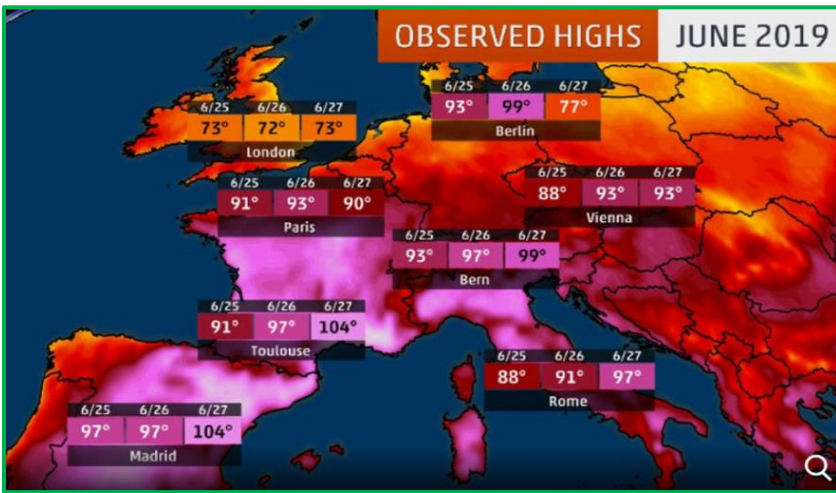 OBSERVED HIGHS JUNE 2019
6/25 6/26 6/27
73° 72° 73°
London
6/25 6/26 6/27
93° 99° 77°
Berlin
6/25 6/26 6/27
91° 93° 90°
Paris
6/25 6/26 6/27
88° 93° 93°
Vienna
6/25 6/26 6/27
93° 97° 99°
Bern
6/25 6/26 6/27
91° 97° 104°
Toulouse
6/25 6/26 6/27
88° 91° 97°
Rome
6/25 6/26 6/27
97° 97° 104°
Madrid